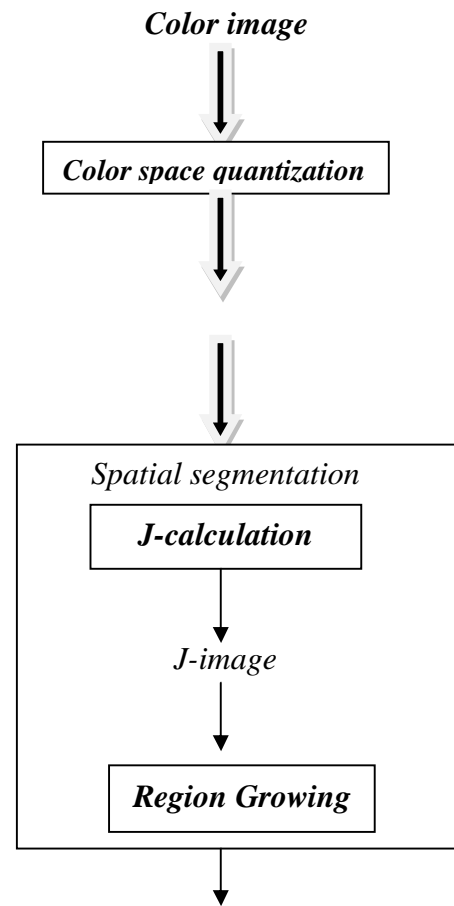 Color image
Color space quantization
Spatial segmentation
J-calculation
J-image
Region Growing